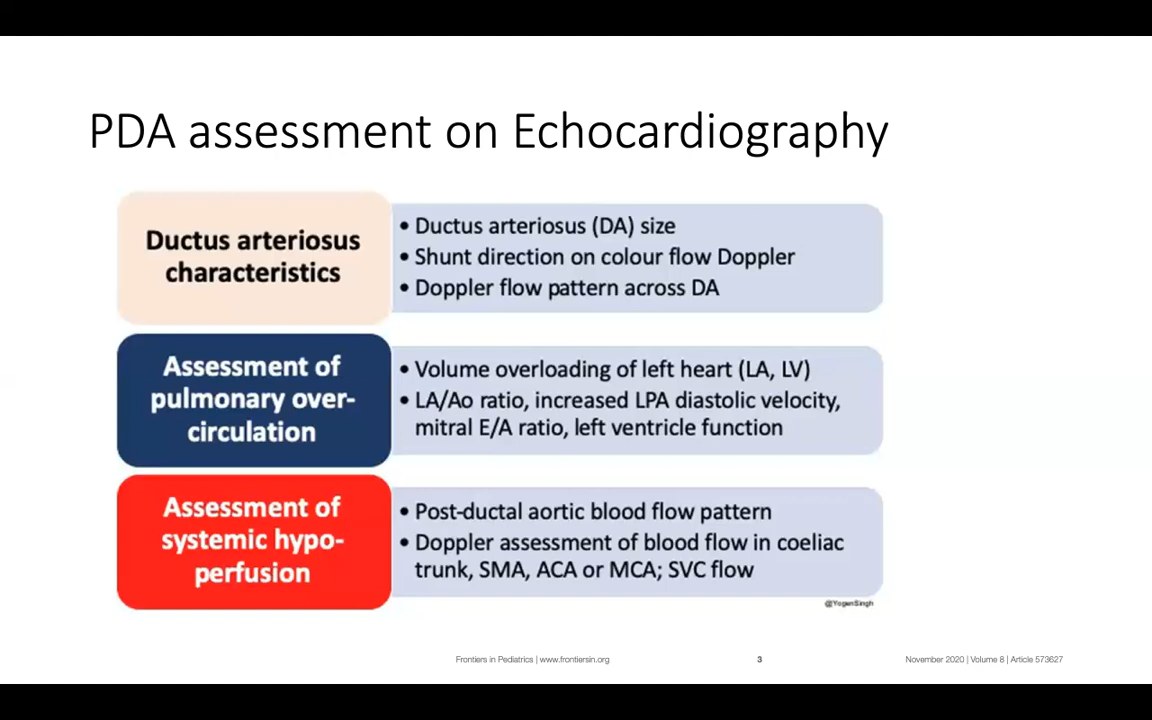 PDA assessment on Echocardiography
Ductus arteriosus
characteristics
• Ductus arteriosus (DA) size
• Shunt direction on colour flow Doppler
• Doppler flow pattern across DA
Assessment of
pulmonary over-
circulation
• Volume overloading of left heart (LA, LV)
• LA/Ao ratio, increased LPA diastolic velocity,
mitral E/A ratio, left ventricle function
Assessment of
systemic hypo-
perfusion
• Post-ductal aortic blood flow pattern
• Doppler assessment of blood flow in coeliac
trunk, SMA, ACA or MCA; SVC flow
@YogenSingh
Frontiers in Pediatrics | www.frontiersin.org
3
November 2020 | Volume 8 | Article 573627